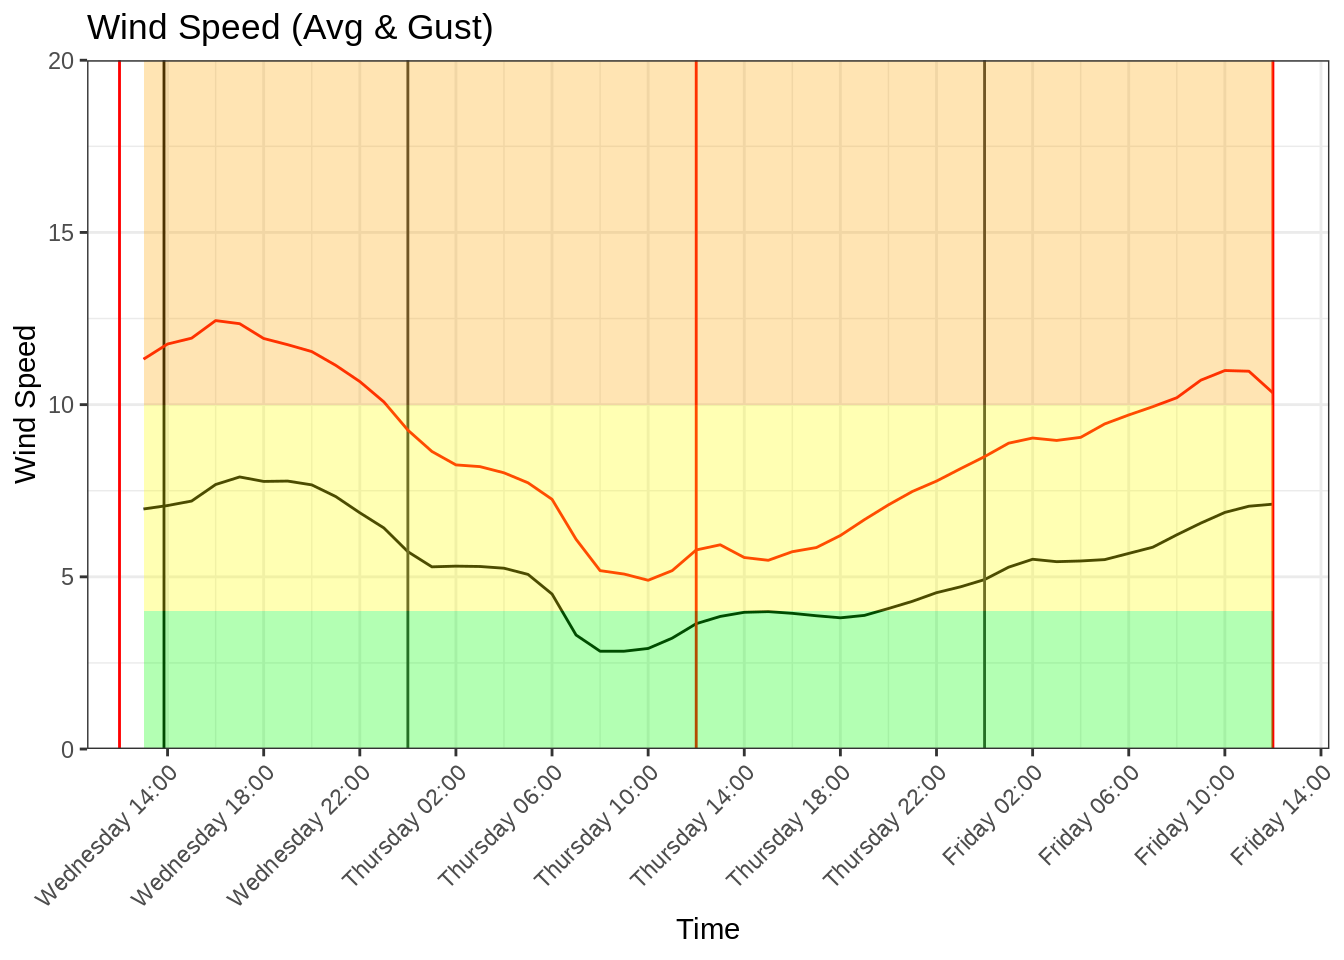 Wind Speed (Avg & Gust)
20
15
10
5
0
Wind Speed
Wednesday 14:00
Wednesday 18:00
Wednesday 22:00
Thursday 02:00
Thursday 06:00
Thursday 10:00
Thursday 14:00
Thursday 18:00
Thursday 22:00
Friday 02:00
Friday 06:00
Friday 10:00
Friday 14:00
Time